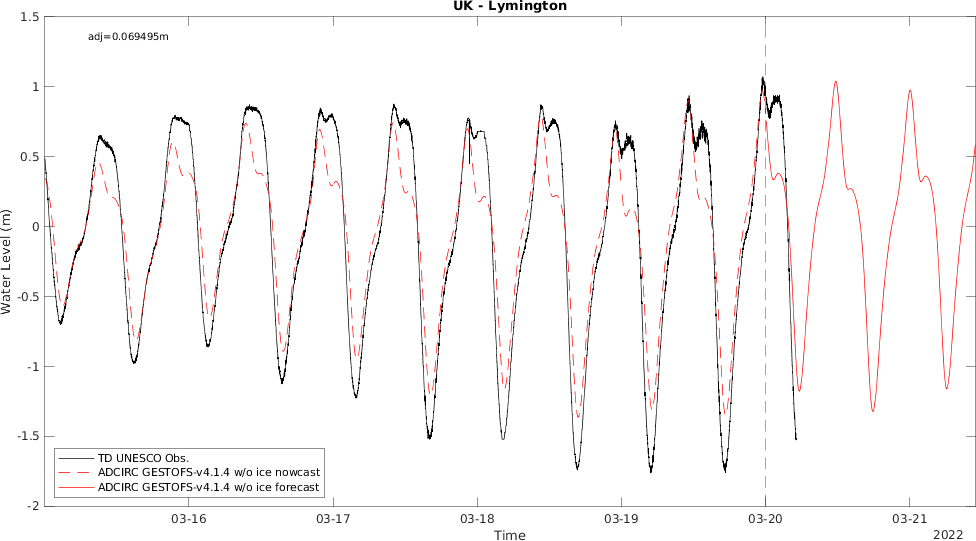 UK - Lymington
adj=0.069495m
1.5
1
0.5
0
-0.5
-1
-1.5
-2
Water Level (m)
TD UNESCO Obs.
ADCIRC GESTOFS-v4.1.4 w/o ice nowcast
ADCIRC GESTOFS-v4.1.4 w/o ice forecast
03-16 03-17 03-18 03-19 03-20 03-21
Time
2022